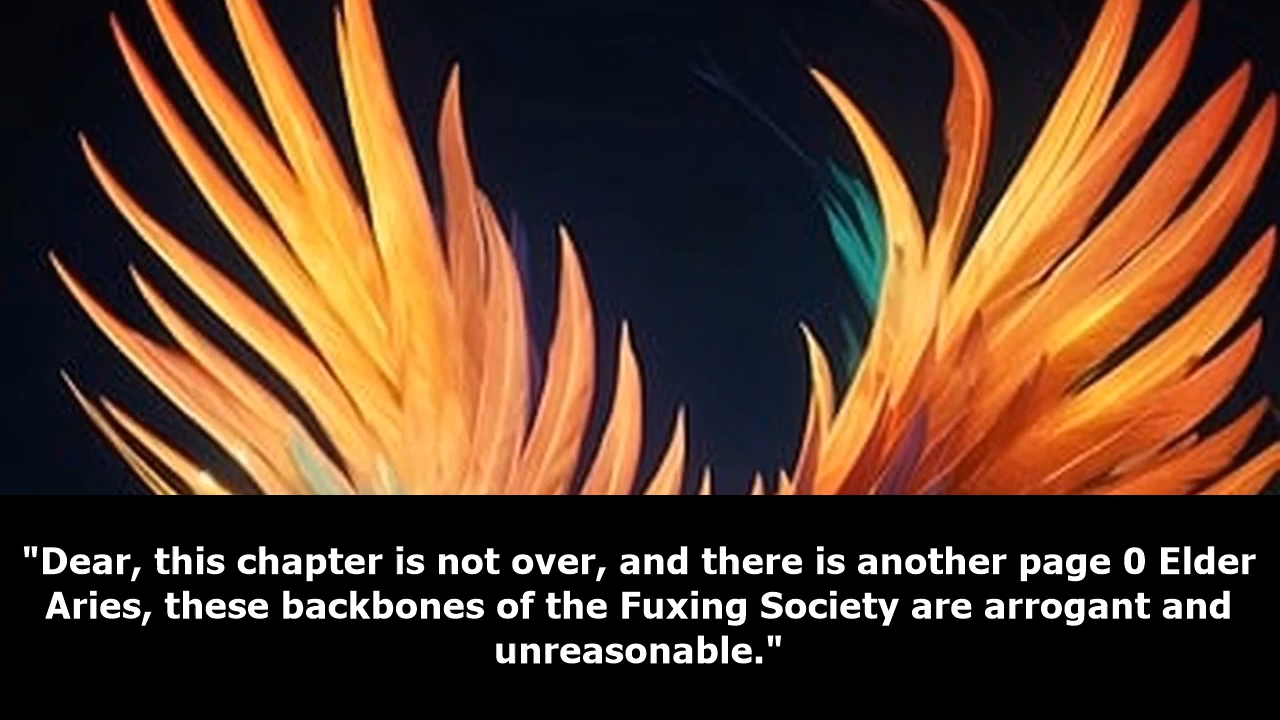 "Dear, this chapter is not over, and there is another page 0 Elder
Aries, these backbones of the Fuxing Society are arrogant and
unreasonable."